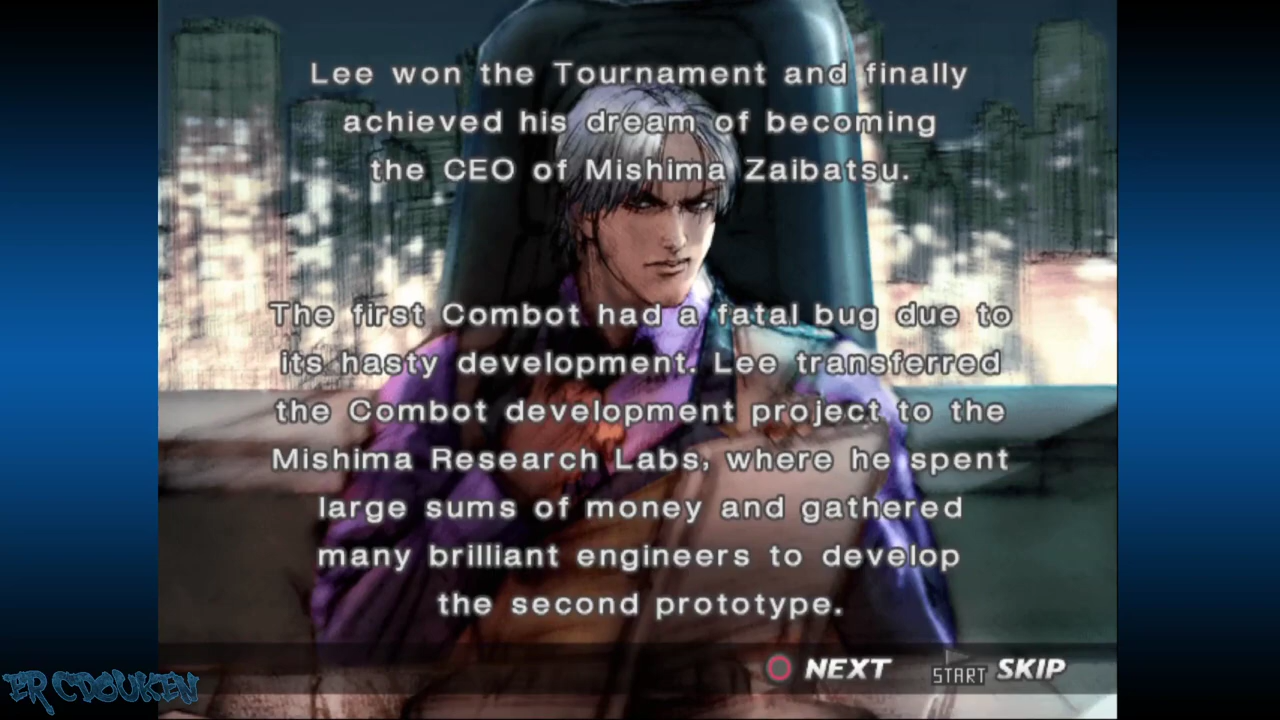 Lee won the Tournament and finally
achieved his dream of becoming
the CEO of Mishima Zaibatsu.
The first Combot had a fatal bug due to
its hasty development. Lee transferred
the Combot development project to the
Mishima Research Labs, where he spent
large sums of money and gathered
many brilliant engineers to develop
the second prototype.
NEXT START SKIP